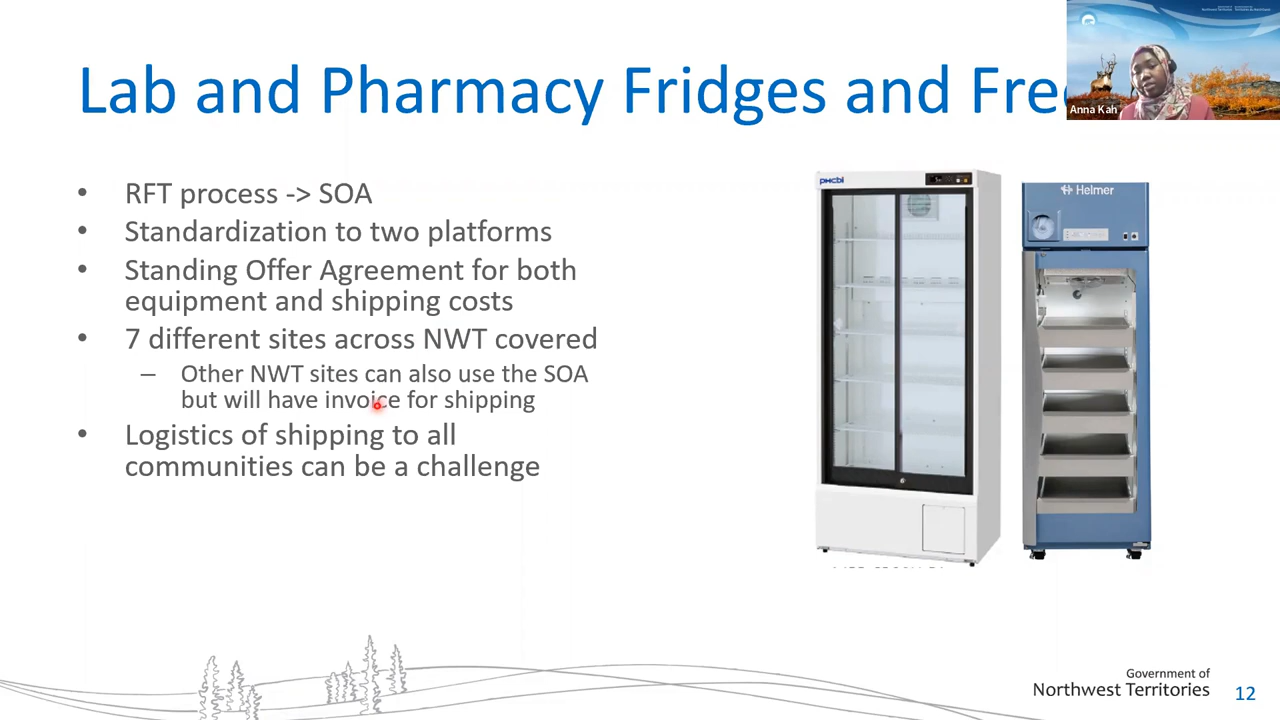 Lab and Pharmacy Fridges and Fre
Anna Kah
• RFT process -> SOA
• Standardization to two platforms
• Standing Offer Agreement for both
equipment and shipping costs
• 7 different sites across NWT covered
– Other NWT sites can also use the SOA
but will have invoice for shipping
• Logistics of shipping to all
communities can be a challenge
PHCbi
Helmer
Government of
Northwest Territories
12